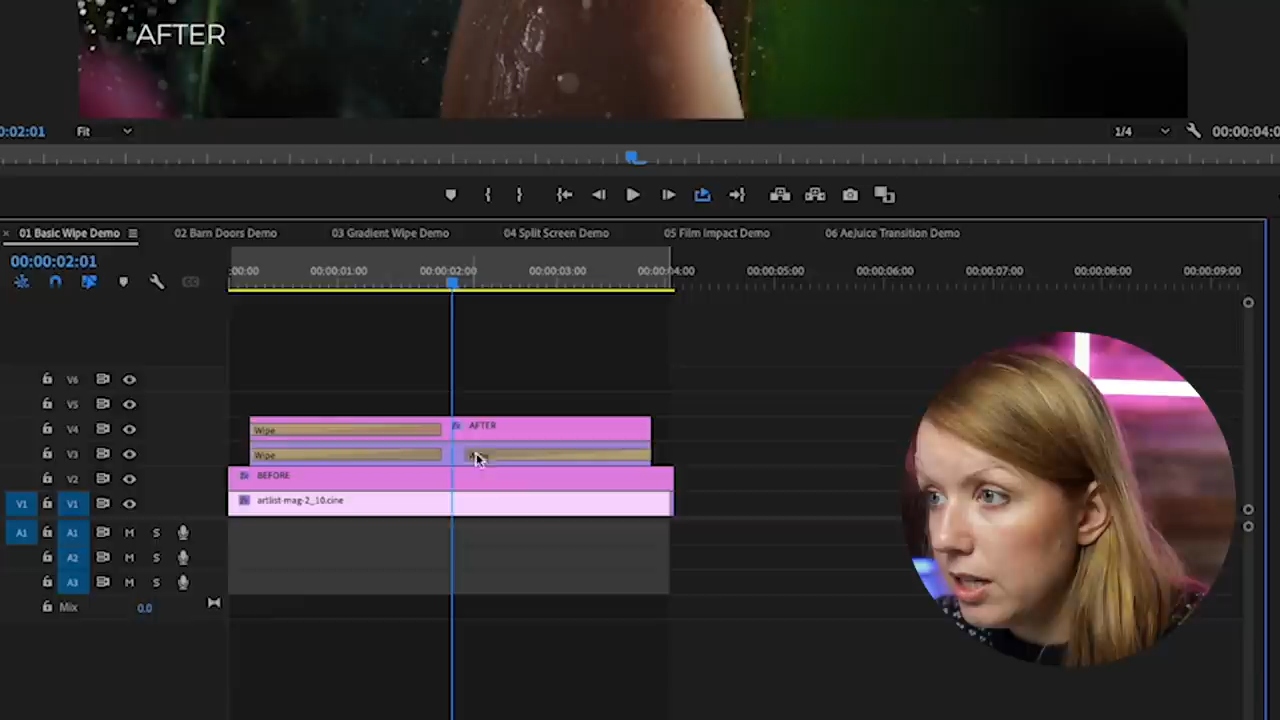 AFTER
0:02:01 Fit 1/4 00:00:04:0
× 01 Basic Wipe Demo 02 Barn Doors Demo 03 Gradient Wipe Demo 04 Split Screen Demo 05 Film Impact Demo 06 AeJuice Transition Demo
00:00:02:01
:00:00 00:00:01:00 00:00:02:00 00:00:03:00 00:00:04:00 00:00:05:00 00:00:06:00 00:00:07:00 00:00:08:00 00:00:09:00
V6
V5
V4 Wipe AFTER
V3 Wipe
V2 BEFORE
V1 V1 artlist-mag-2_10.cine
A1 A1 M S
A2 M S
A3 M S
Mix 0.0